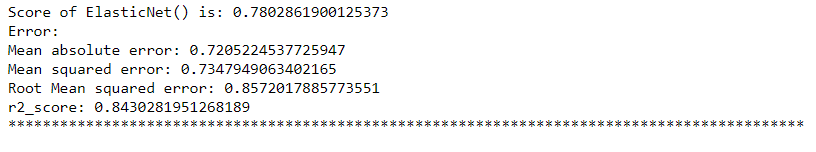 Score of ElasticNet() is: 0.7802861900125373
Error:
Mean absolute error: 0.7205224537725947
Mean squared error: 0.7347949063402165
Root Mean squared error: 0.8572017885773551
r2_score: 0.8430281951268189
********************************************************************************************